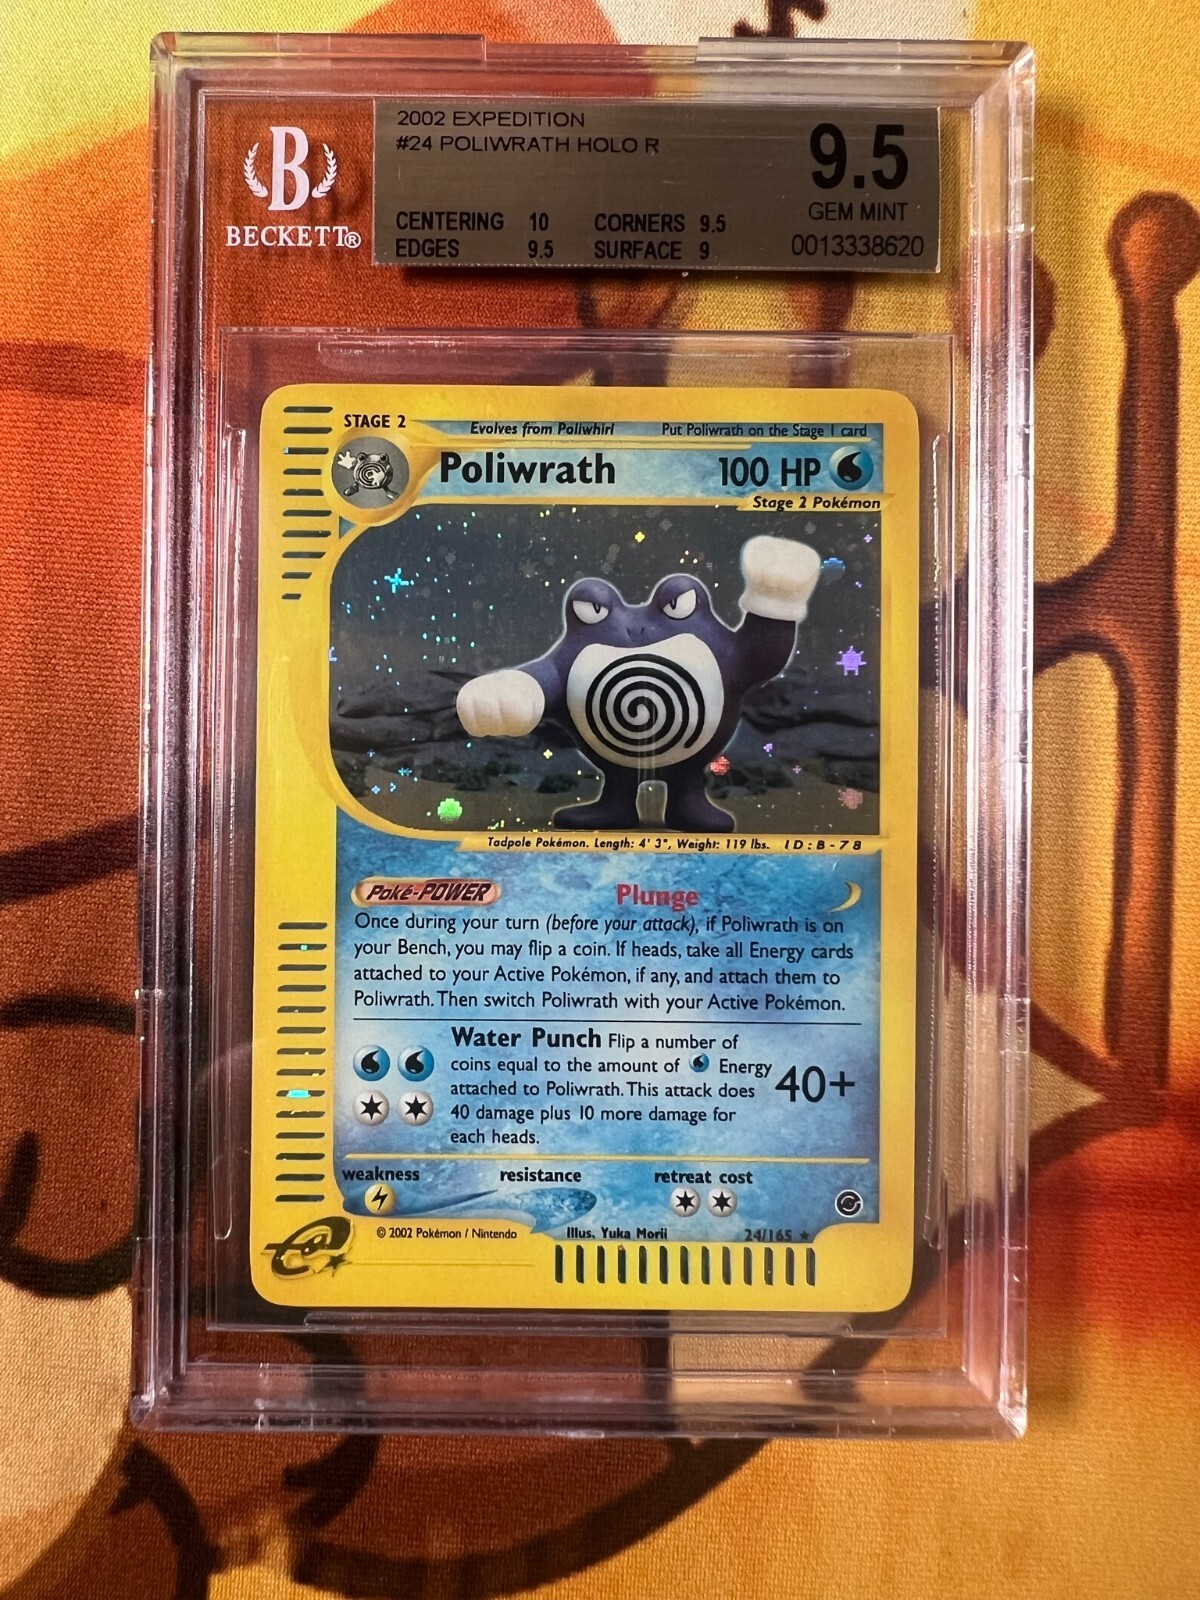 B
BECKETT®
2002 EXPEDITION
#24 POLIWRATH HOLO R
9.5
GEM MINT
CENTERING 10 CORNERS 9.5
EDGES 9.5 SURFACE 9
0013338620
STAGE 2
Evolves from Poliwhirl Put Poliwrath on the Stage 1 card
Poliwrath 100 HP
Stage 2 Pokémon
Tadpole Pokémon. Length: 4' 3", Weight: 119 lbs. ID:B-78
Poké-POWER Plunge
Once during your turn (before your attack), if Poliwrath is on
your Bench, you may flip a coin. If heads, take all Energy cards
attached to your Active Pokémon, if any, and attach them to
Poliwrath. Then switch Poliwrath with your Active Pokémon.
Water Punch Flip a number of
coins equal to the amount of Energy
attached to Poliwrath. This attack does
40 damage plus 10 more damage for
each heads.
40+
weakness resistance retreat cost
e
© 2002 Pokémon / Nintendo Illus. Yuka Morii 24/165 ★